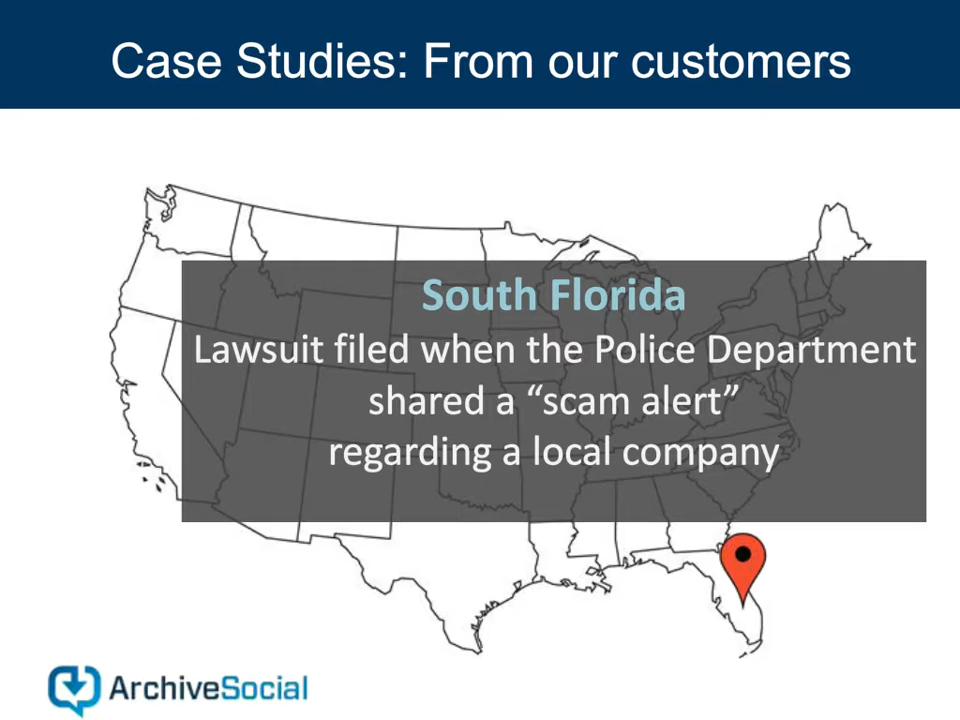 Case Studies: From our customers
South Florida
Lawsuit filed when the Police Department
shared a “scam alert”
regarding a local company
ArchiveSocial